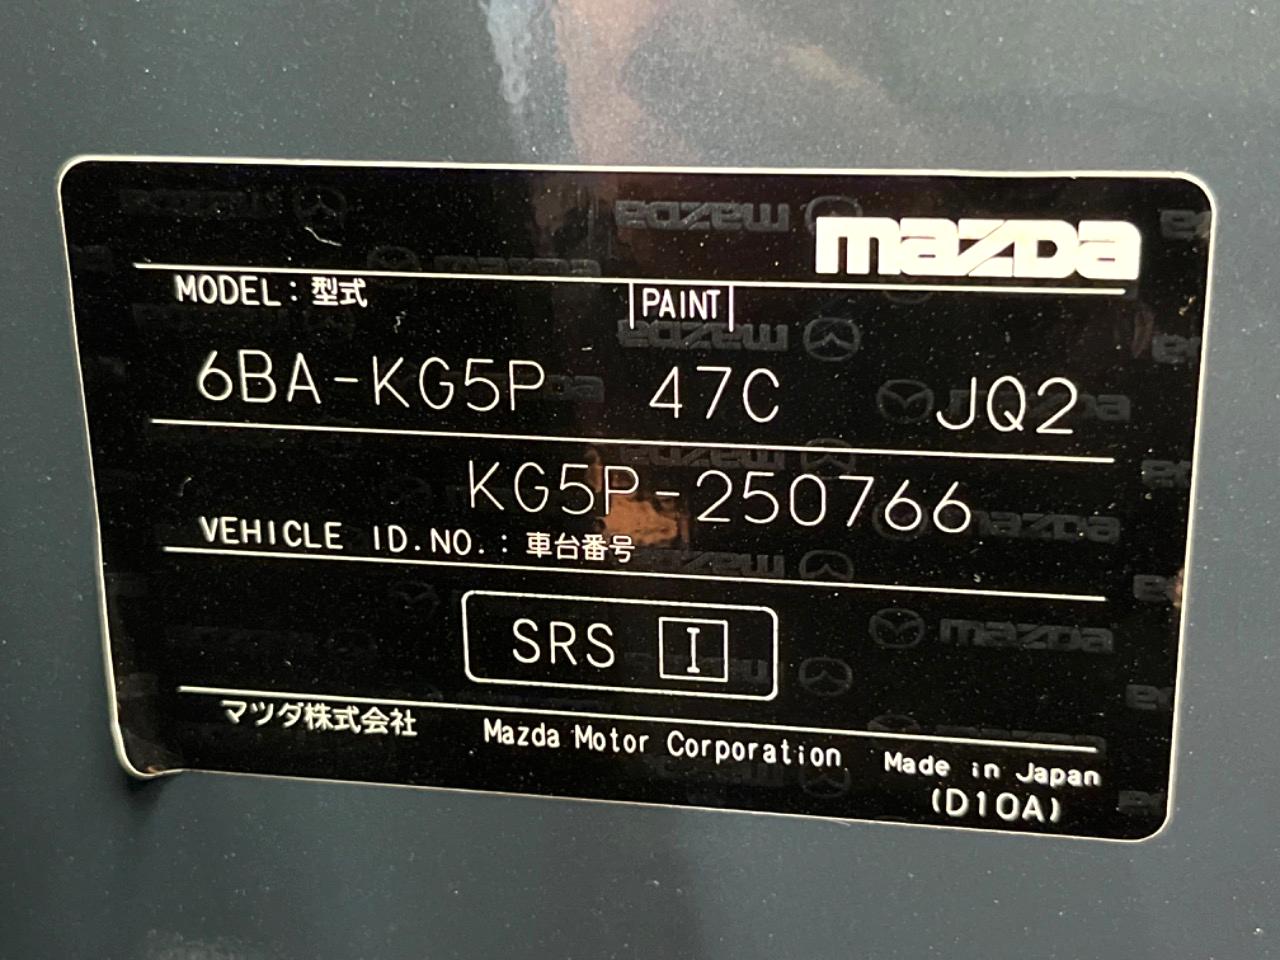 mazda
MODEL : 型式 PAINT
6BA-KG5P 47C JQ2
KG5P-250766
VEHICLE ID.NO. : 車台番号
SRS I
マツダ株式会社 Mazda Motor Corporation Made in Japan
(D10A)